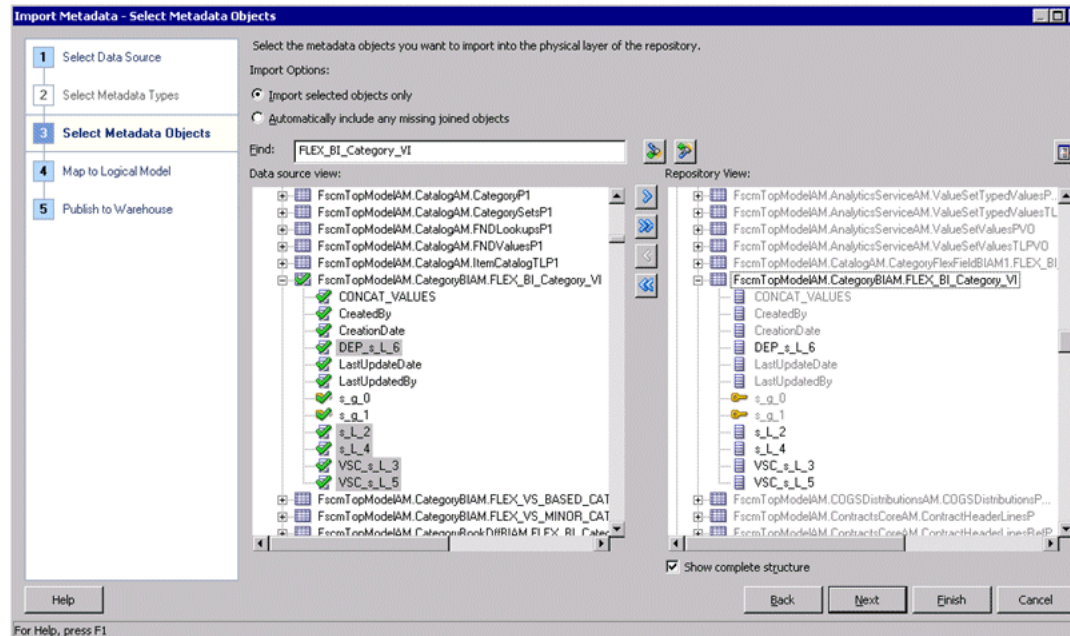 Import Metadata - Select Metadata Objects
1 Select Data Source
2 Select Metadata Types
3 Select Metadata Objects
4 Map to Logical Model
5 Publish to Warehouse
Select the metadata objects you want to import into the physical layer of the repository.
Import Options:
Import selected objects only
Automatically include any missing joined objects
Find: FLEX_BI_Category_VI
Data source view:
FscmTopModelAM.CatalogAM.CategoryP1
FscmTopModelAM.CatalogAM.CategorySetsP1
FscmTopModelAM.CatalogAM.FNDLookupsP1
FscmTopModelAM.CatalogAM.FNDValuesP1
FscmTopModelAM.CatalogAM.ItemCatalogTLP1
FscmTopModelAM.CategoryBIAM.FLEX_BI_Category_VI
CONCAT_VALUES
CreatedBy
CreationDate
DEP_s_L_6
LastUpdateDate
LastUpdatedBy
s_g_0
s_g_1
s_L_2
s_L_4
VSC_s_L_3
VSC_s_L_5
FscmTopModelAM.CategoryBIAM.FLEX_VS_BASED_CAT
FscmTopModelAM.CategoryBIAM.FLEX_VS_MINOR_CAT
FscmTopModelAM.CategoryBookDffBIAM.FLEX_BI_Categ
Repository View:
FscmTopModelAM.AnalyticsServiceAM.ValueSetTypedValuesP...
FscmTopModelAM.AnalyticsServiceAM.ValueSetTypedValuesTL
FscmTopModelAM.AnalyticsServiceAM.ValueSetValuesPVO
FscmTopModelAM.AnalyticsServiceAM.ValueSetValuesTLPVO
FscmTopModelAM.CatalogAM.CategoryFlexFieldBIAM1.FLEX_BI
FscmTopModelAM.CategoryBIAM.FLEX_BI_Category_VI
CONCAT_VALUES
CreatedBy
CreationDate
DEP_s_L_6
LastUpdateDate
LastUpdatedBy
s_g_0
s_g_1
s_L_2
s_L_4
VSC_s_L_3
VSC_s_L_5
FscmTopModelAM.COGSDistributionsAM.COGSDistributionsP...
FscmTopModelAM.ContractsCoreAM.ContractHeaderLinesP
FscmTopModelAM.ContractsCoreAM.ContractHeaderLinesRefP
Show complete structure
Help
Back
Next
Finish
Cancel
For Help, press F1